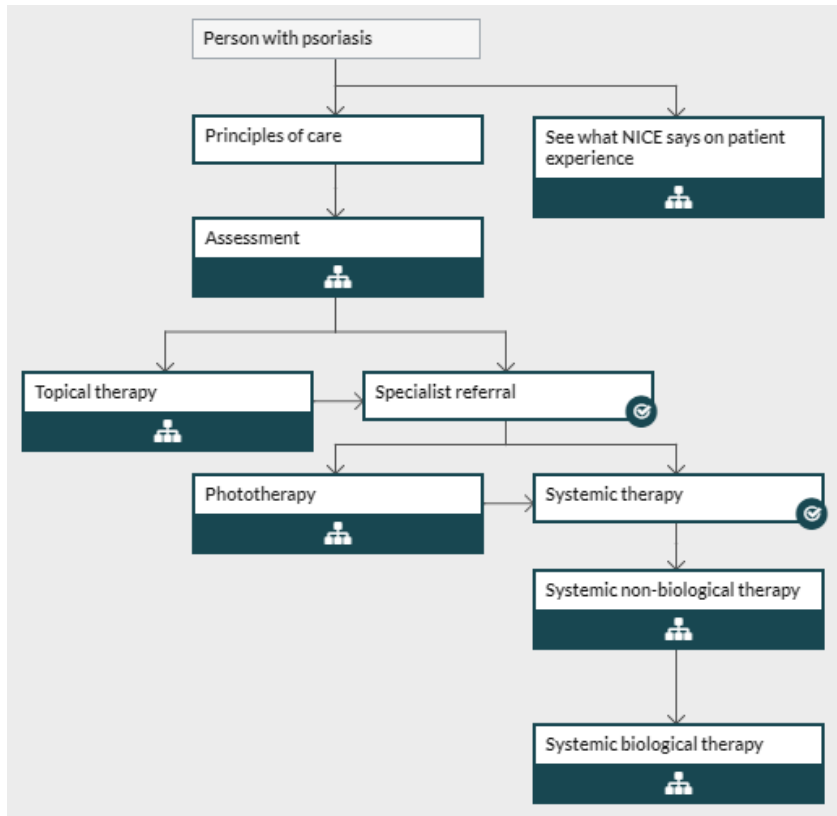 Person with psoriasis
Principles of care
See what NICE says on patient
experience
Assessment
Topical therapy
Specialist referral
Phototherapy
Systemic therapy
Systemic non-biological therapy
Systemic biological therapy